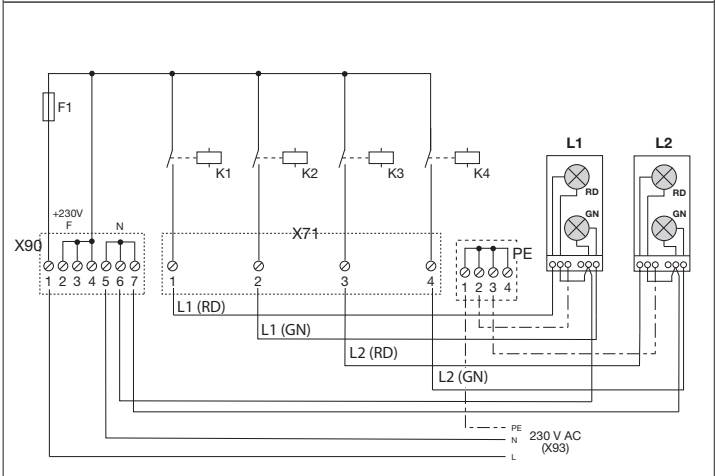 F1
K1 K2 K3 K4
L1 L2
RD RD
GN GN
+230V
F N
X90 X71 PE
1 2 3 4 5 6 7 1 2 3 4 1 2 3 4
L1 (RD)
L1 (GN)
L2 (RD)
L2 (GN)
PE
N
L
230 V AC
(X93)